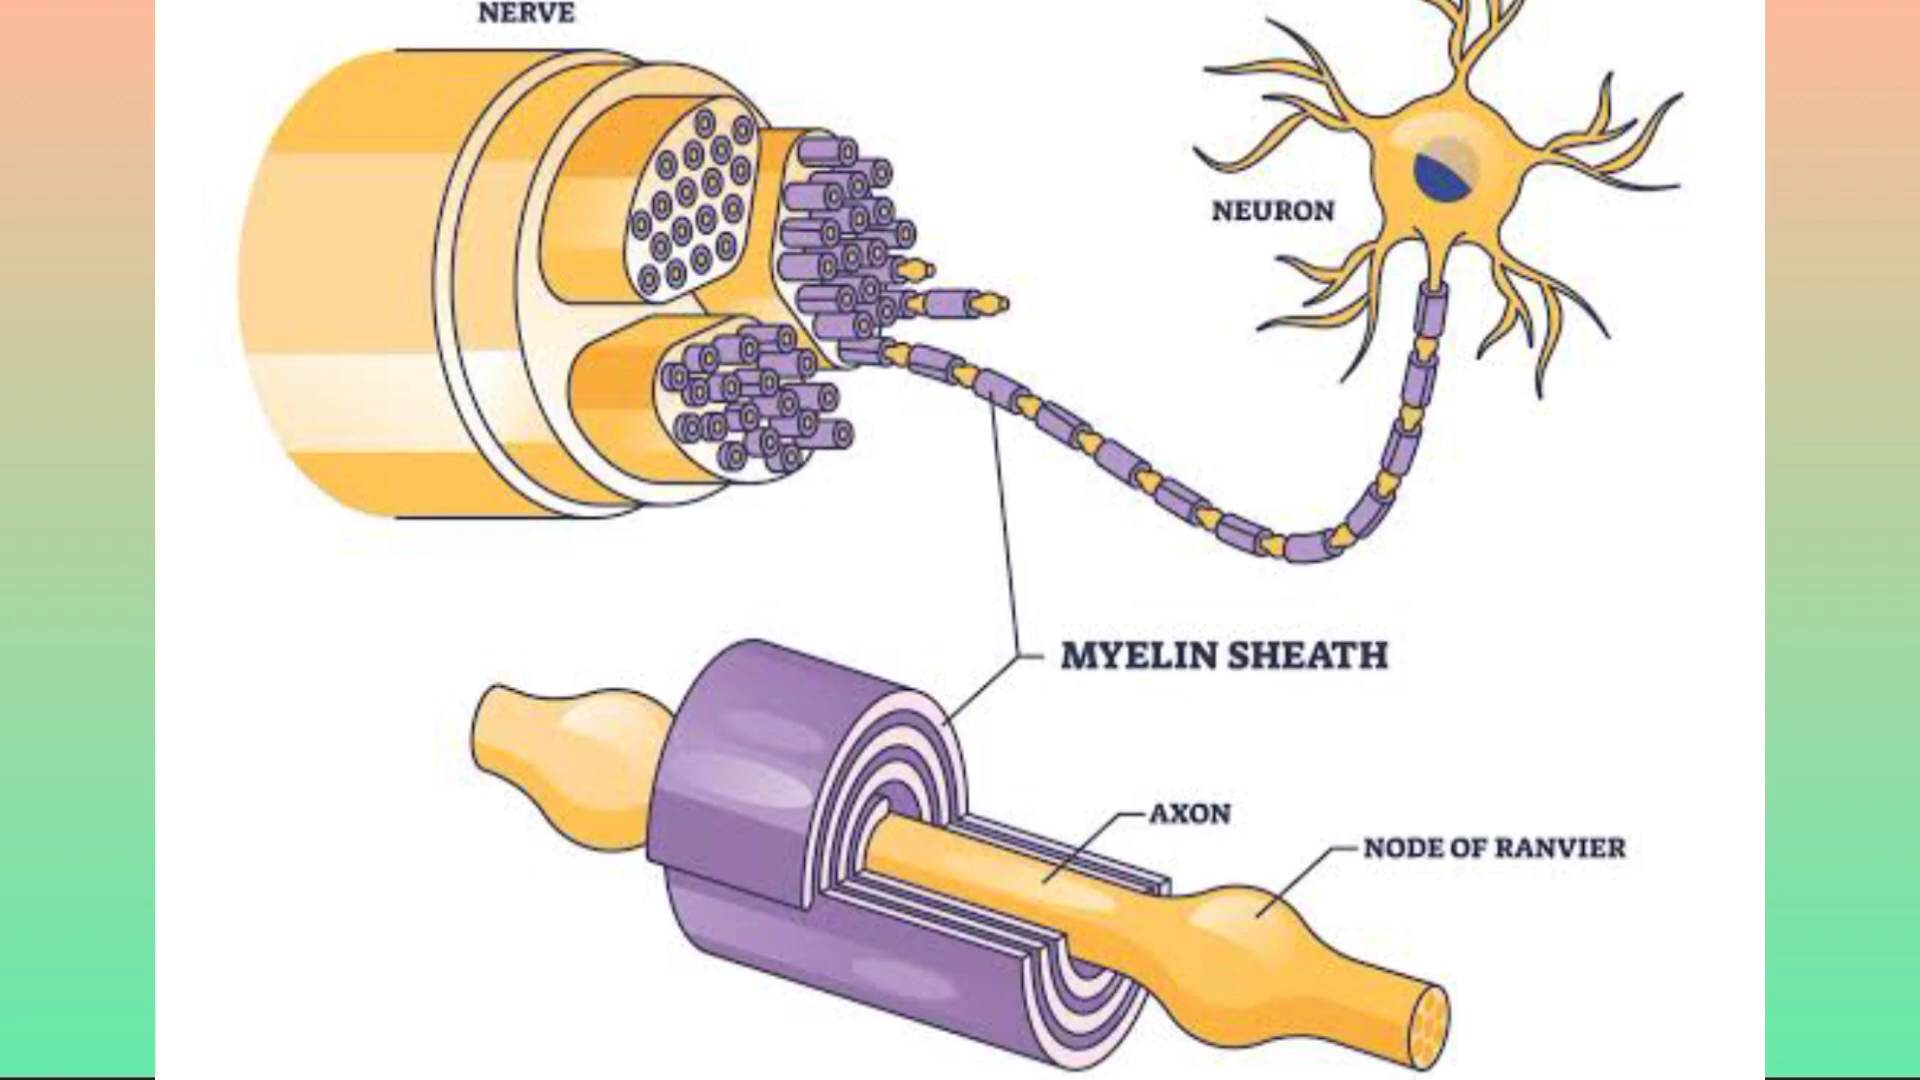 NERVE
NEURON
MYELIN SHEATH
AXON
NODE OF RANVIER